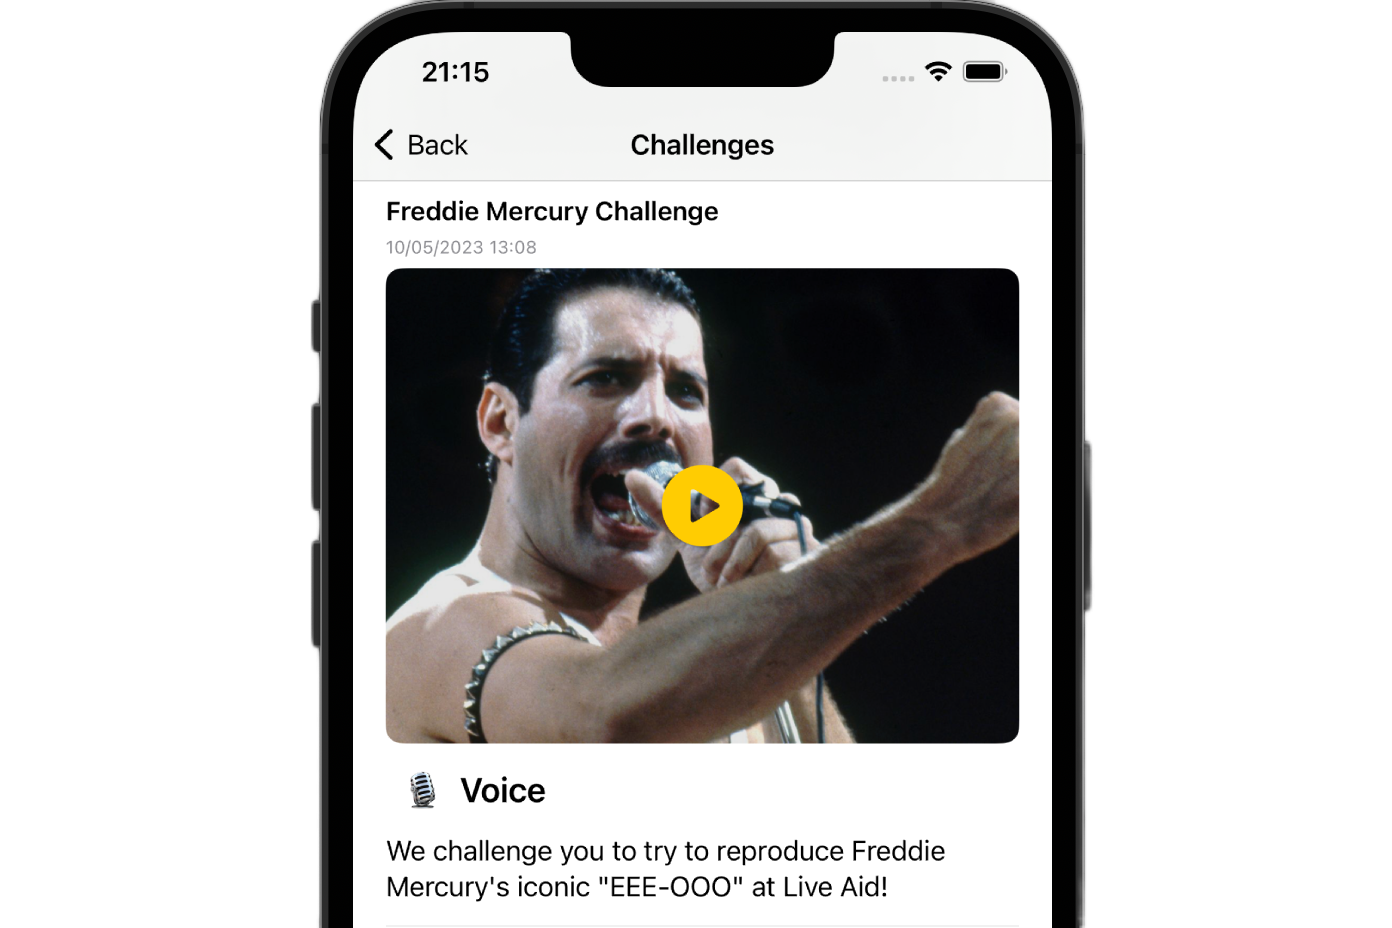 21:15
Back
Challenges
Freddie Mercury Challenge
10/05/2023 13:08
Voice
We challenge you to try to reproduce Freddie
Mercury's iconic "EEE-OOO" at Live Aid!